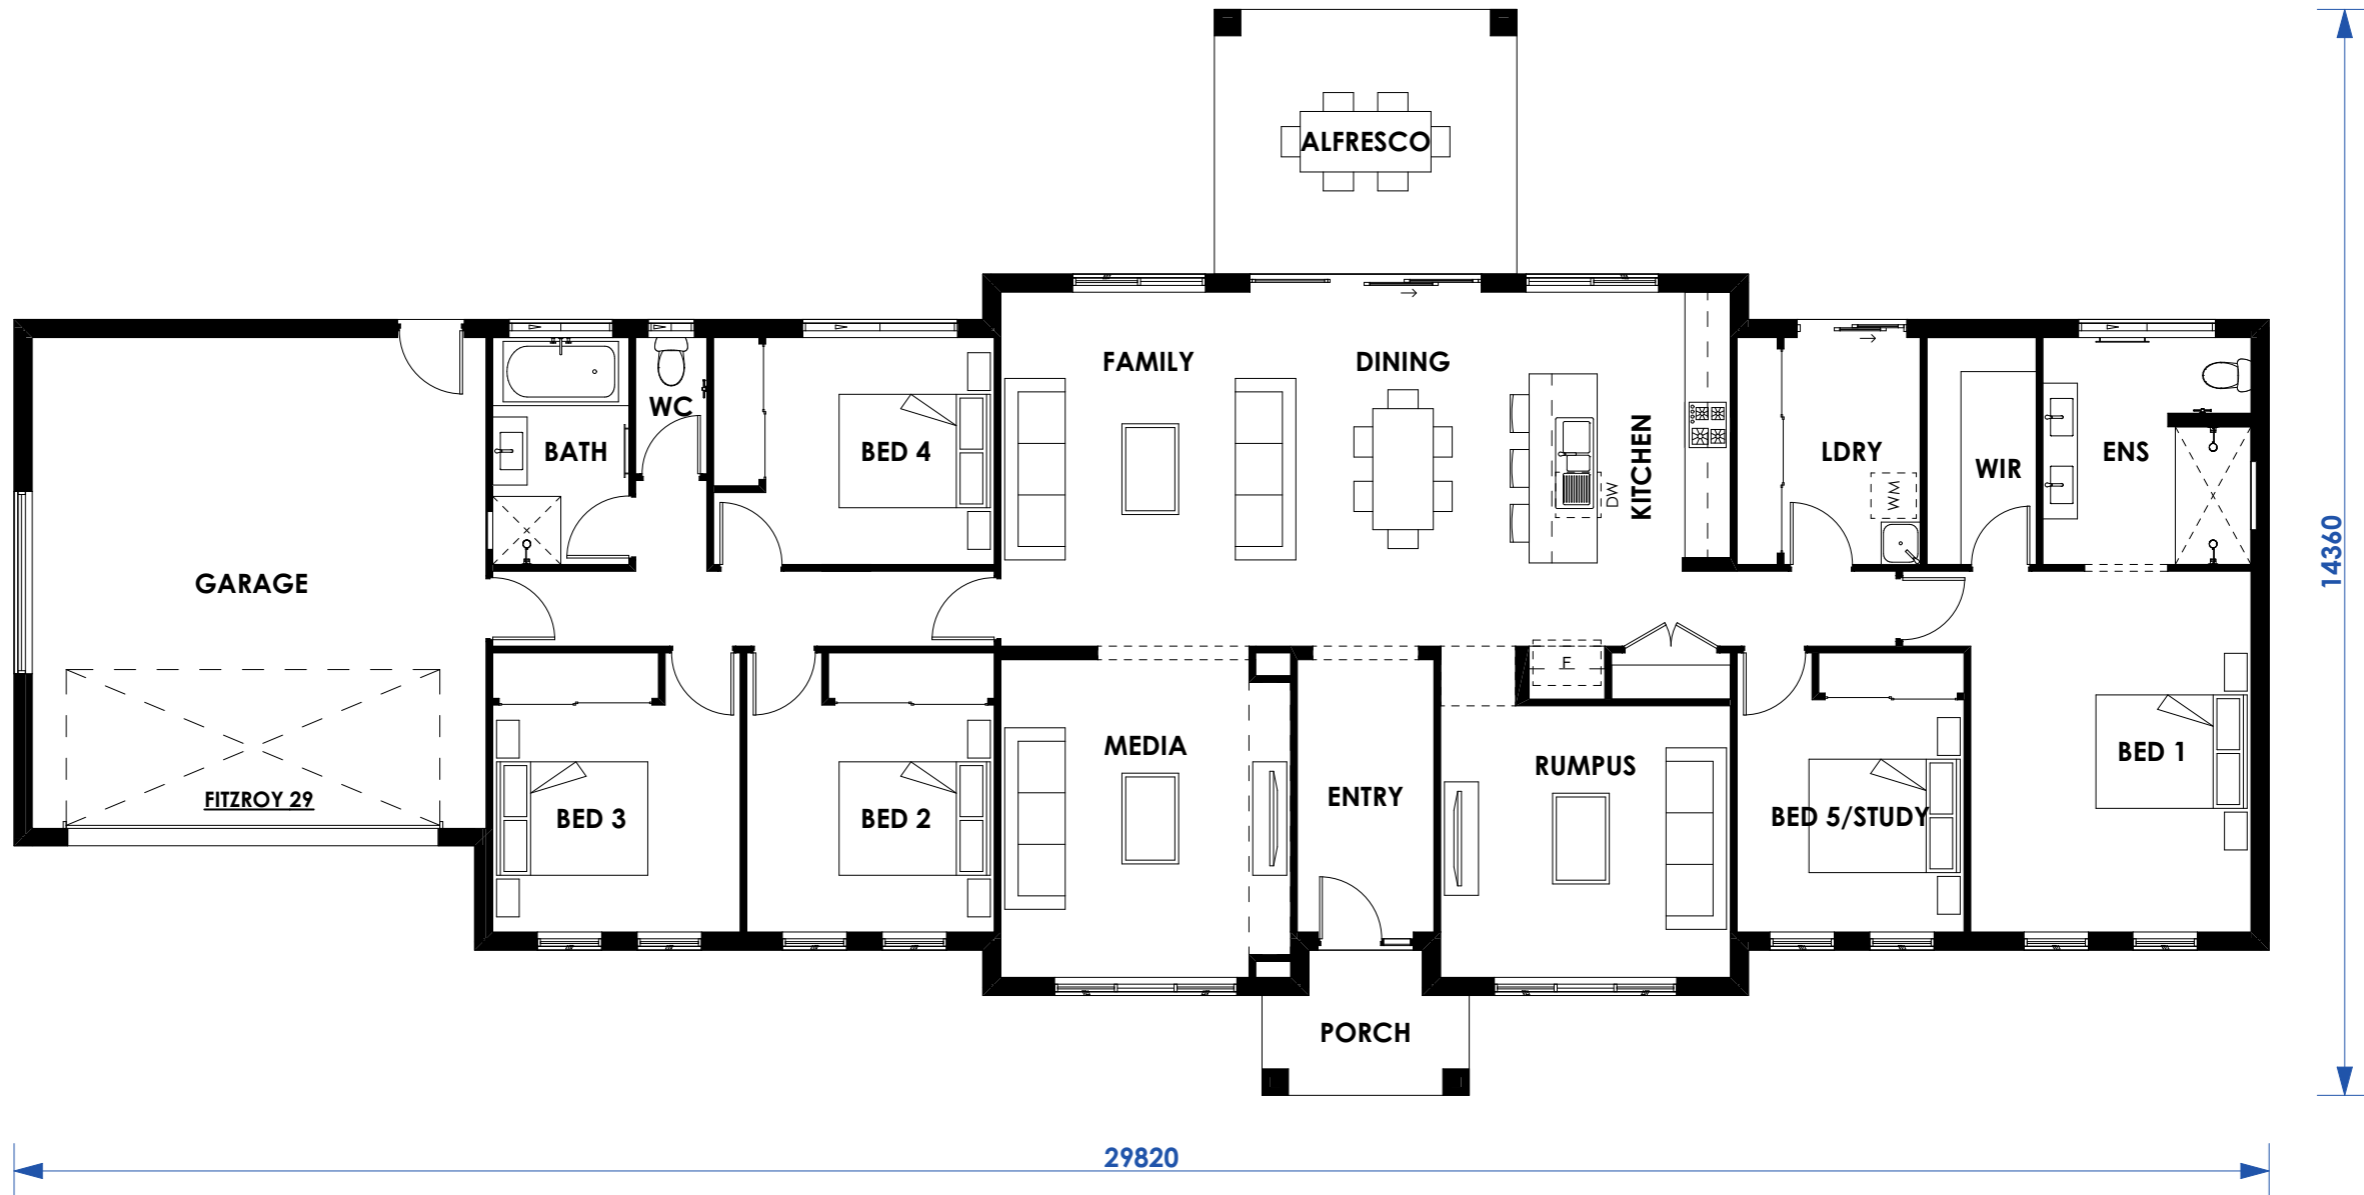 ALFRESCO
FAMILY
DINING
WC
BATH
BED 4
KITCHEN
DW
LDRY
WM
WIR
ENS
14360
GARAGE
F
FITZROY 29
BED 3
BED 2
MEDIA
ENTRY
RUMPUS
BED 5/STUDY
BED 1
PORCH
29820